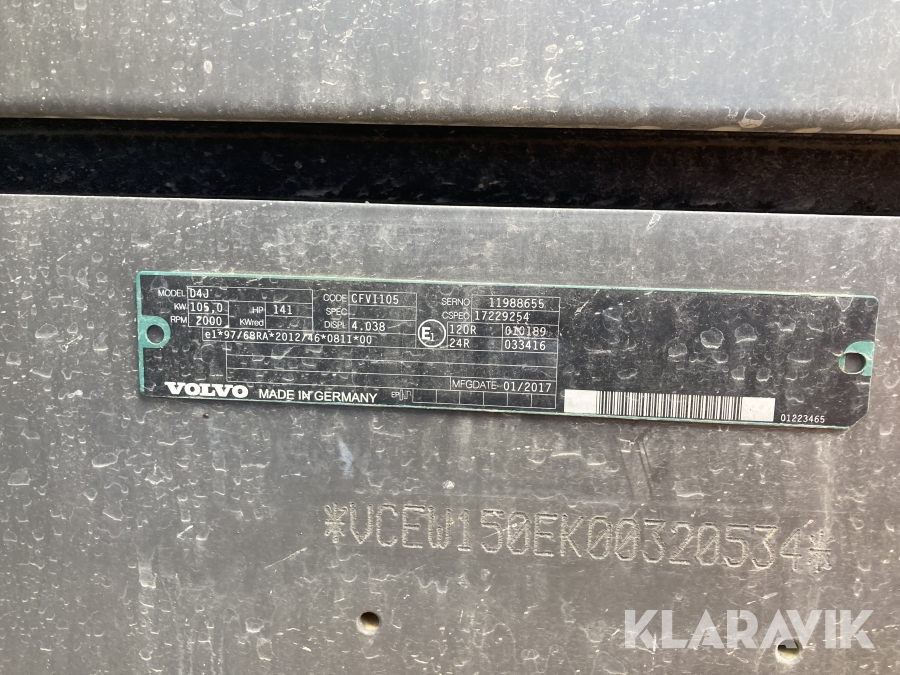 MODEL D4J CODE CFVI105 SERNO 11988655
KW 105,0 HP 141 SPEC CSPEC 17229254
RPM 2000 KWred DISPL 4.038 E1 120R 010189
e1*97/68RA*2012/46*0811*00 24R 033416
MFGDATE 01/2017
VOLVO MADE IN GERMANY
01223465
*VCEW150EK00320534*
KLARAVIK